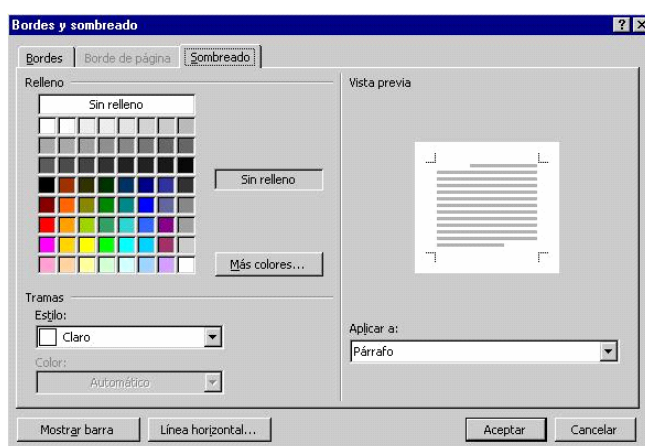 Bordes y sombreado
Bordes
Borde de página
Sombreado
Relleno
Sin relleno
Sin relleno
Más colores...
Tramas
Estilo:
Claro
Color:
Automático
Vista previa
Aplicar a:
Párrafo
Mostrar barra
Línea horizontal...
Aceptar
Cancelar